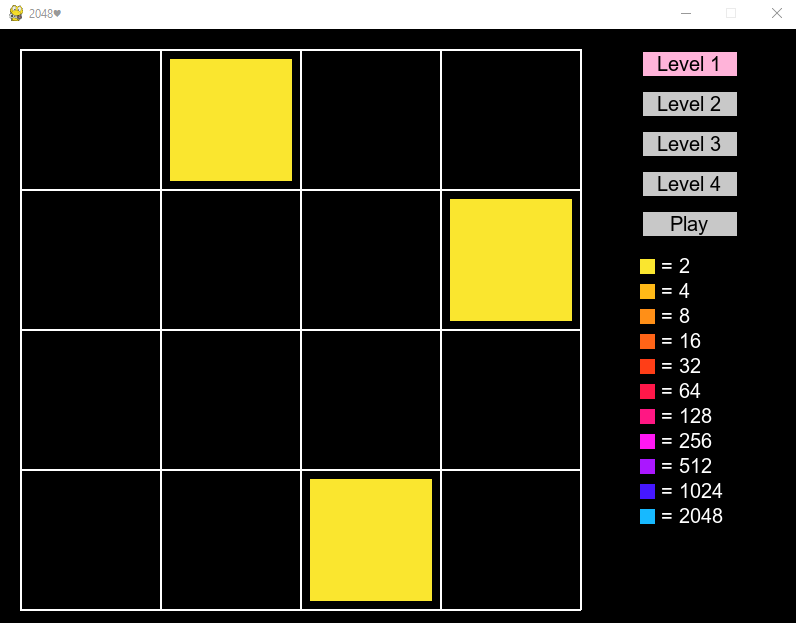 2048♥
Level 1
Level 2
Level 3
Level 4
Play
= 2
= 4
= 8
= 16
= 32
= 64
= 128
= 256
= 512
= 1024
= 2048